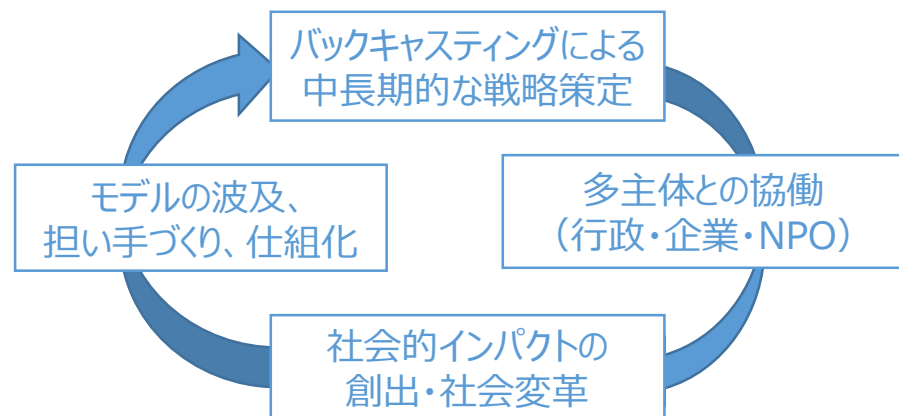 バックキャスティングによる
中長期的な戦略策定
多主体との協働
（行政・企業・NPO）
モデルの波及、
担い手づくり、仕組化
社会的インパクトの
創出・社会変革